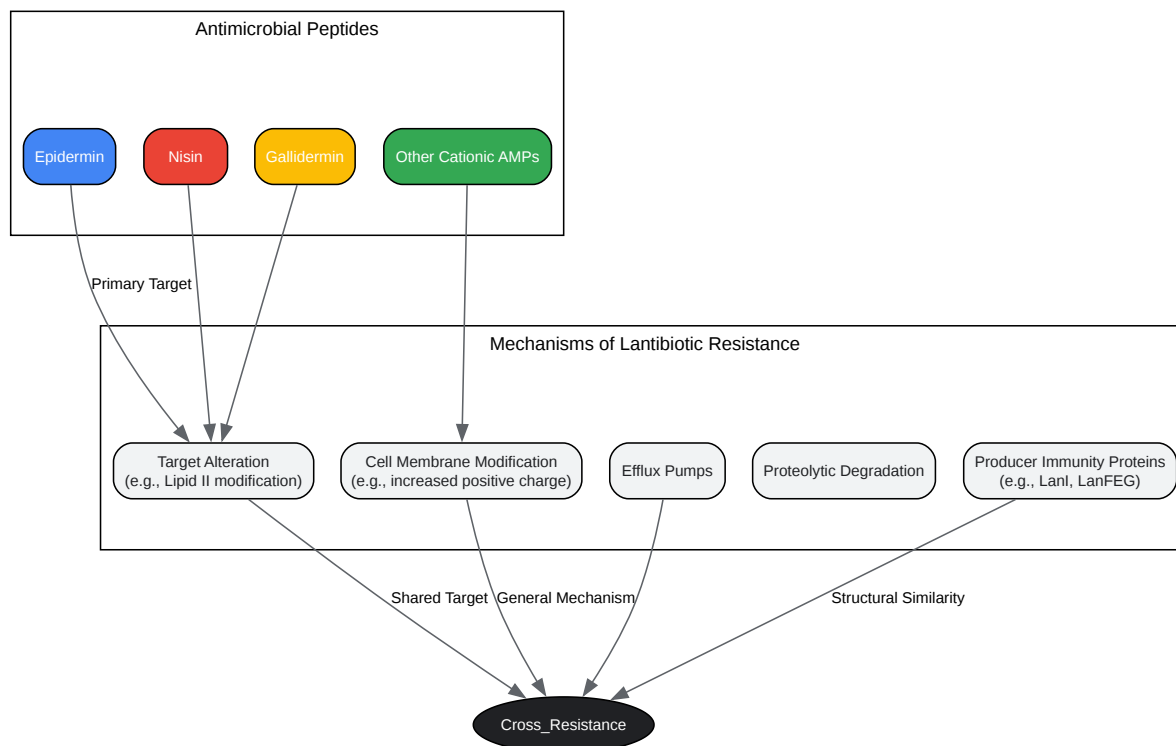 Antimicrobial Peptides
Epidermin
Nisin
Gallidermin
Other Cationic AMPs
Primary Target
Mechanisms of Lantibiotic Resistance
Target Alteration
(e.g., Lipid II modification)
Cell Membrane Modification
(e.g., increased positive charge)
Efflux Pumps
Proteolytic Degradation
Producer Immunity Proteins
(e.g., LanI, LanFEG)
Shared Target
General Mechanism
Structural Similarity
Cross_Resistance